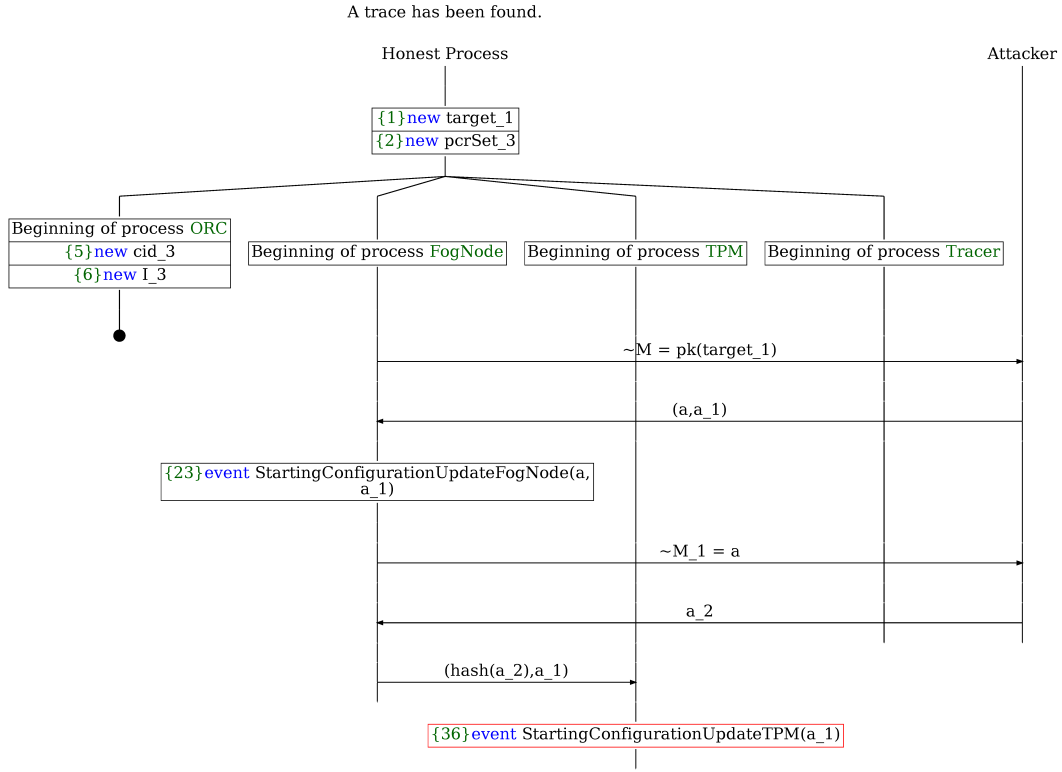 A trace has been found.
Honest Process
Attacker
{1}new target_1
{2}new pcrSet_3
Beginning of process ORC
{5}new cid_3
{6}new I_3
Beginning of process FogNode
Beginning of process TPM
Beginning of process Tracer
~M = pk(target_1)
(a,a_1)
{23}event StartingConfigurationUpdateFogNode(a,
a_1)
~M_1 = a
a_2
(hash(a_2),a_1)
{36}event StartingConfigurationUpdateTPM(a_1)